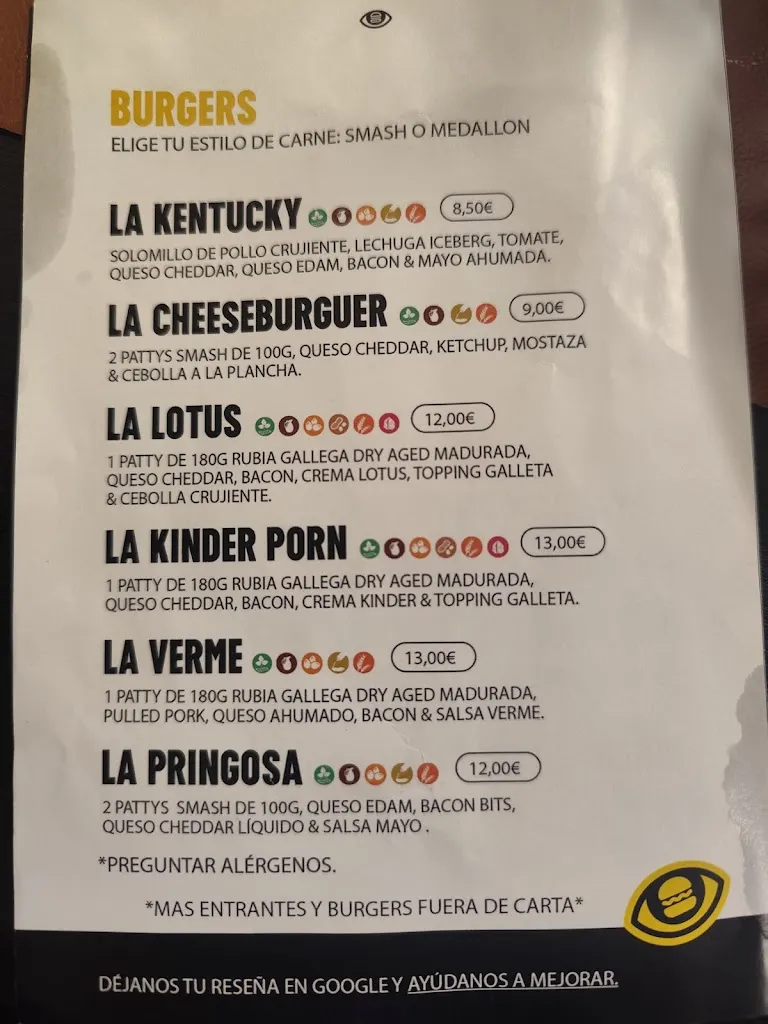 BURGERS
ELIGE TU ESTILO DE CARNE: SMASH O MEDALLON
LA KENTUCKY 8,50€
SOLOMILLO DE POLLO CRUJIENTE, LECHUGA ICEBERG, TOMATE,
QUESO CHEDDAR, QUESO EDAM, BACON & MAYO AHUMADA.
LA CHEESEBURGUER 9,00€
2 PATTYS SMASH DE 100G, QUESO CHEDDAR, KETCHUP, MOSTAZA
& CEBOLLA A LA PLANCHA.
LA LOTUS 12,00€
1 PATTY DE 180G RUBIA GALLEGA DRY AGED MADURADA,
QUESO CHEDDAR, BACON, CREMA LOTUS, TOPPING GALLETA
& CEBOLLA CRUJIENTE.
LA KINDER PORN 13,00€
1 PATTY DE 180G RUBIA GALLEGA DRY AGED MADURADA,
QUESO CHEDDAR, BACON, CREMA KINDER & TOPPING GALLETA.
LA VERME 13,00€
1 PATTY DE 180G RUBIA GALLEGA DRY AGED MADURADA,
PULLED PORK, QUESO AHUMADO, BACON & SALSA VERME.
LA PRINGOSA 12,00€
2 PATTYS SMASH DE 100G, QUESO EDAM, BACON BITS,
QUESO CHEDDAR LÍQUIDO & SALSA MAYO .
*PREGUNTAR ALÉRGENOS.
*MAS ENTRANTES Y BURGERS FUERA DE CARTA*
DÉJANOS TU RESEÑA EN GOOGLE Y AYÚDANOS A MEJORAR.